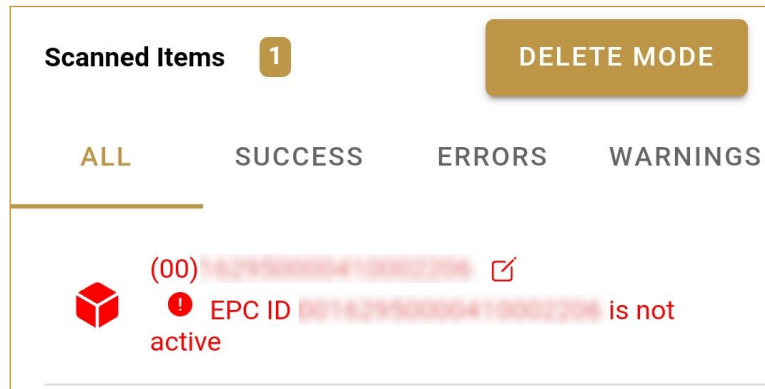 Scanned Items 1
DELETE MODE
ALL SUCCESS ERRORS WARNINGS
(00)
EPC ID is not
active